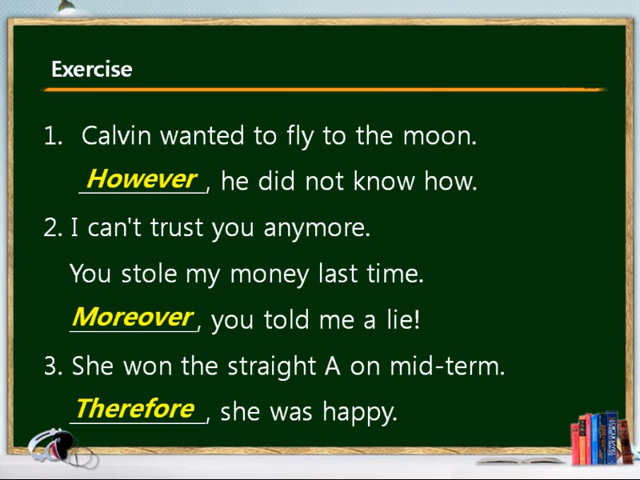 Exercise
1. Calvin wanted to fly to the moon.
However, he did not know how.
2. I can't trust you anymore.
You stole my money last time.
Moreover, you told me a lie!
3. She won the straight A on mid-term.
Therefore, she was happy.